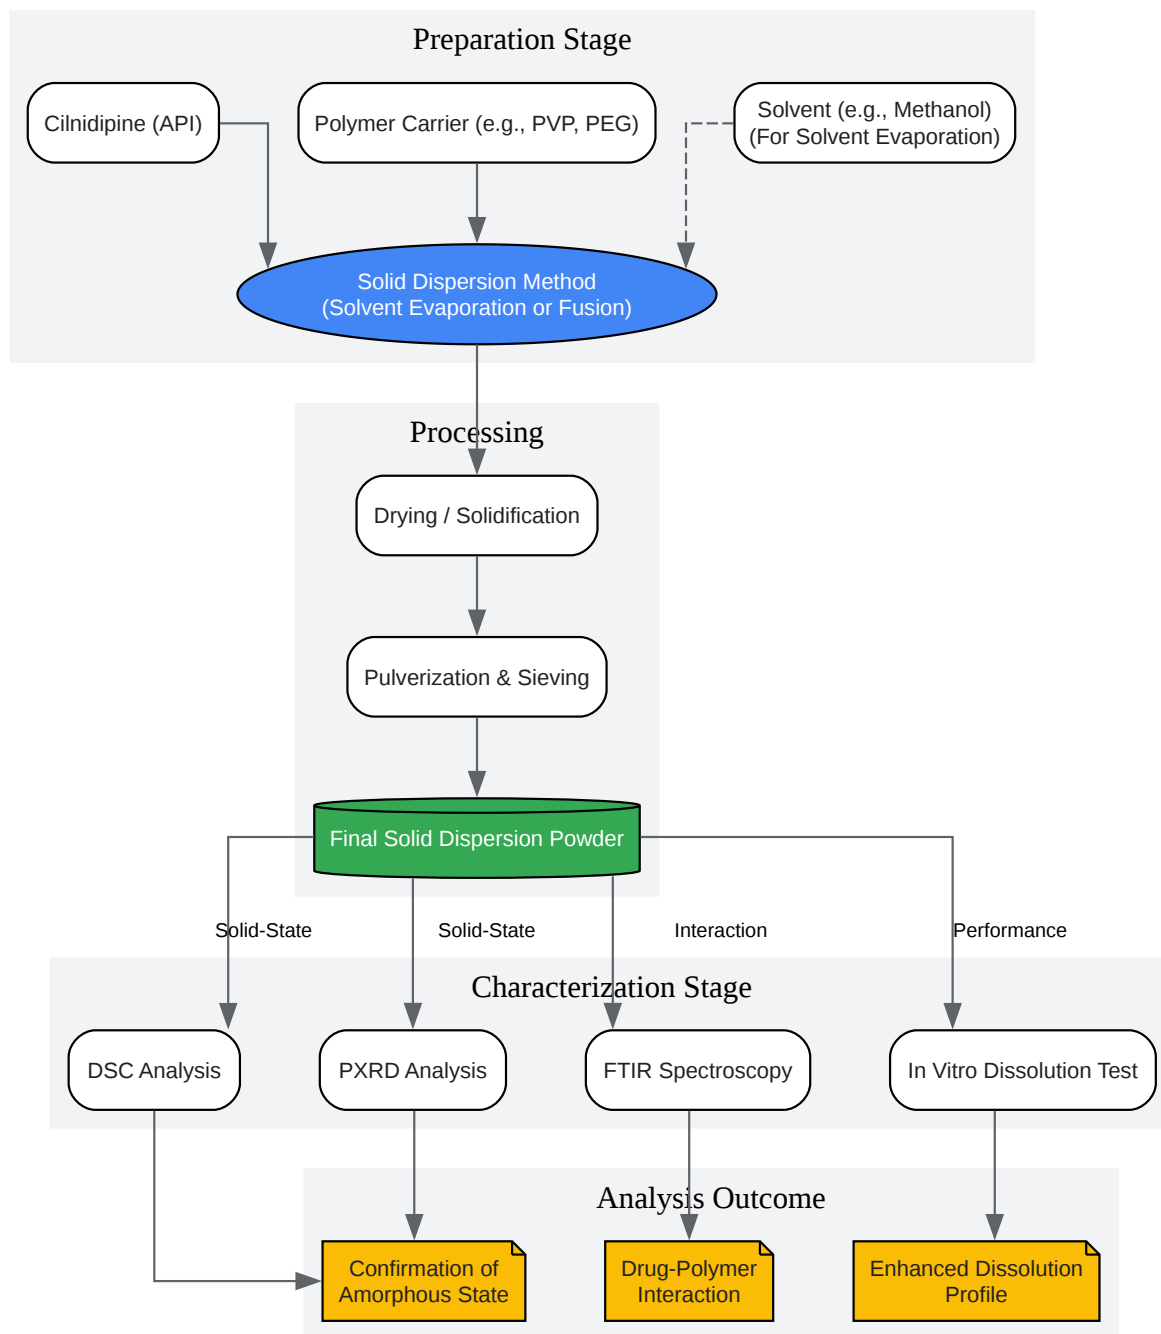 Preparation Stage
Cilnidipine (API)
Polymer Carrier (e.g., PVP, PEG)
Solvent (e.g., Methanol)
(For Solvent Evaporation)
Solid Dispersion Method
(Solvent Evaporation or Fusion)
Processing
Drying / Solidification
Pulverization & Sieving
Final Solid Dispersion Powder
Solid-State
Solid-State
Interaction
Performance
Characterization Stage
DSC Analysis
PXRD Analysis
FTIR Spectroscopy
In Vitro Dissolution Test
Analysis Outcome
Confirmation of
Amorphous State
Drug-Polymer
Interaction
Enhanced Dissolution
Profile